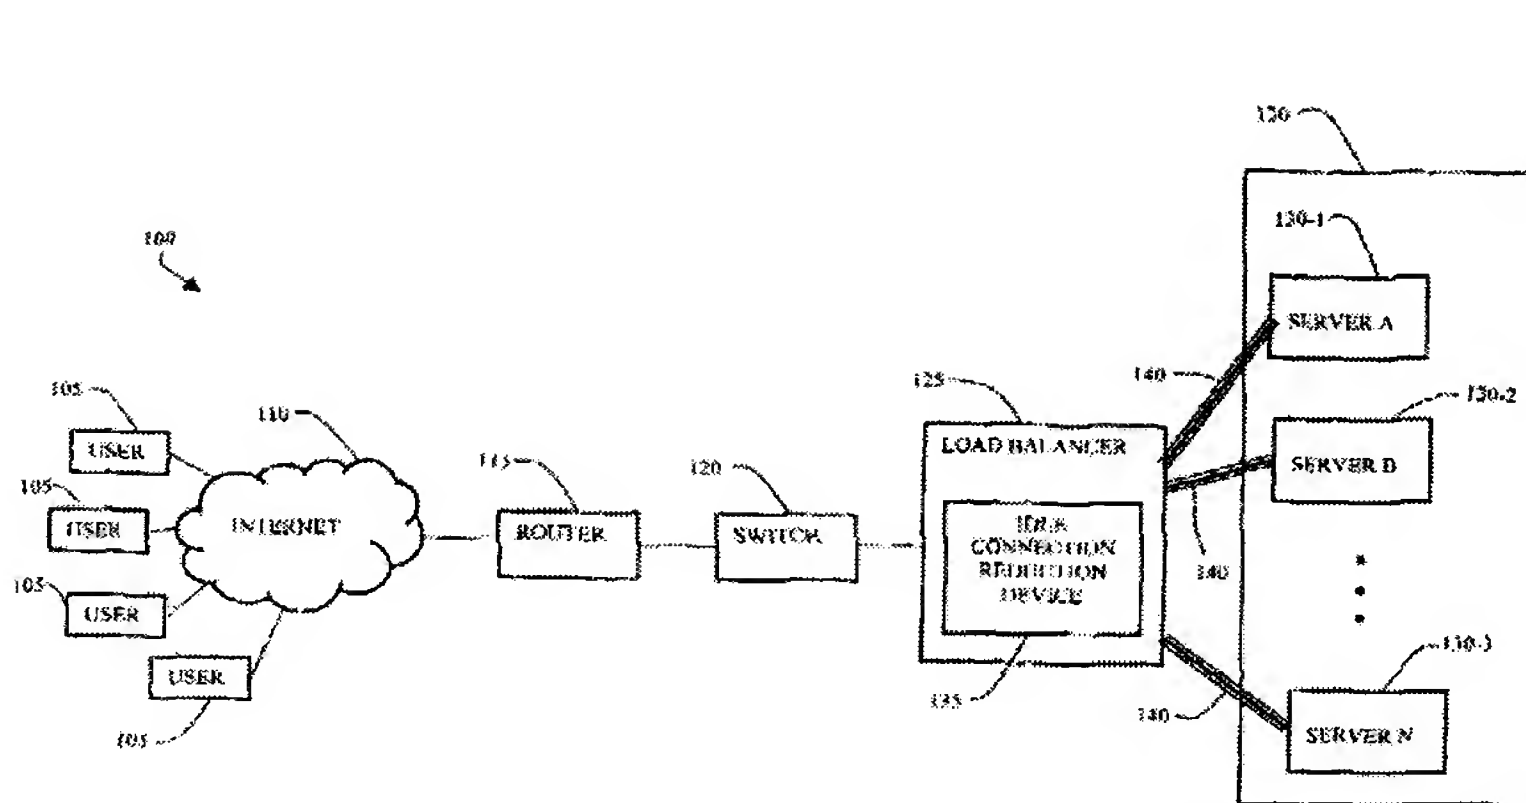 130
130-1
100
SERVER A
140
125
105
130-2
110
USER
LOAD BALANCER
115
120
SERVER B
105
USER
INTERNET
ROUTER
SWITCH
IDLE
CONNECTION
REDUCTION
DEVICE
140
105
USER
130-3
USER
135
140
105
SERVER N